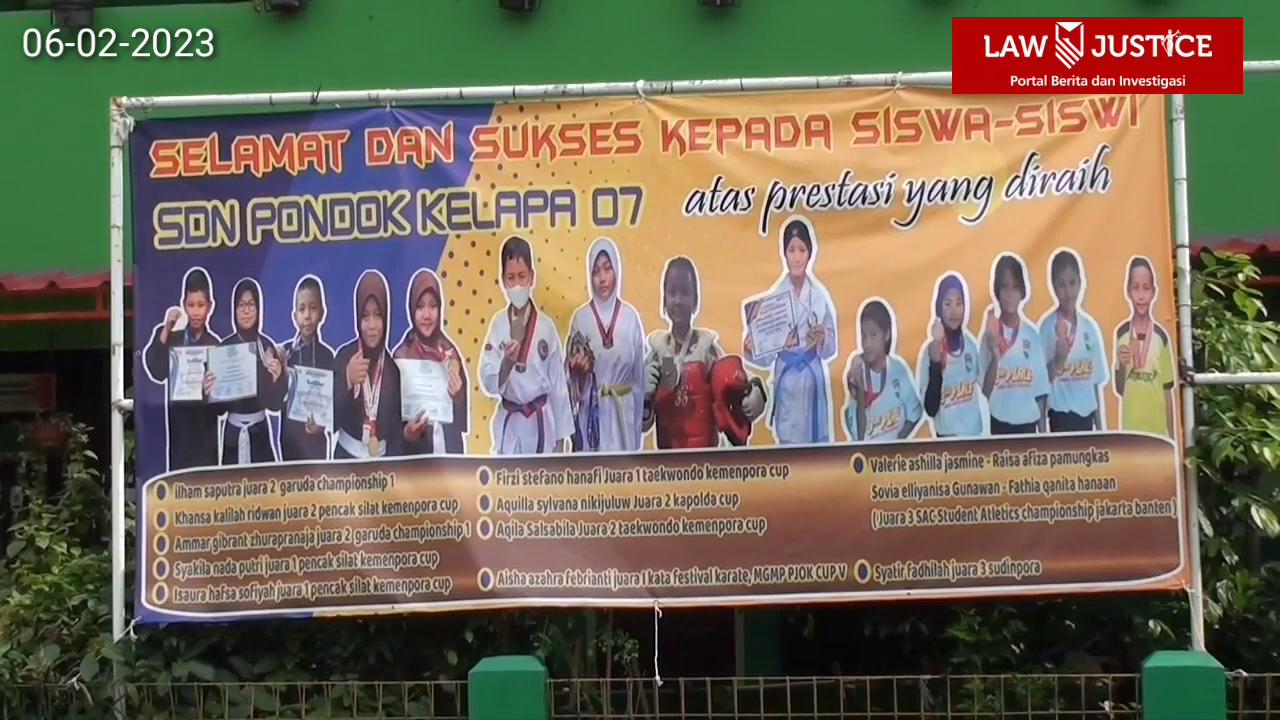 06-02-2023
LAW JUSTICE
Portal Berita dan Investigasi
SELAMAT DAN SUKSES KEPADA SISWA-SISWI
SDN PONDOK KELAPA 07
atas prestasi yang diraih
ilham saputra juara 2 garuda championship 1
Khansa kalilah ridwan juara 2 pencak silat kemenpora cup
Ammar gibrant zhurapranaja juara 2 garuda championship 1
Syakila nada putri juara 1 pencak silat kemenpora cup
Isaura hafsa sofiyah juara 1 pencak silat kemenpora cup
Firzi stefano hanafi Juara 1 taekwondo kemenpora cup
Aquilla sylvana nikijuluw Juara 2 kapolda cup
Aqila Salsabila Juara 2 taekwondo kemenpora cup
Aisha azahra febrianti juara I kata festival karate, MGMP PJOK CUP V
Valerie ashilla jasmine - Raisa afiza pamungkas
Sovia elliyanisa Gunawan - Fathia qanita hanaan
('Juara 3 SAC-Student Atletics championship jakarta banten)
Syatir fadhilah juara 3 sudinpora